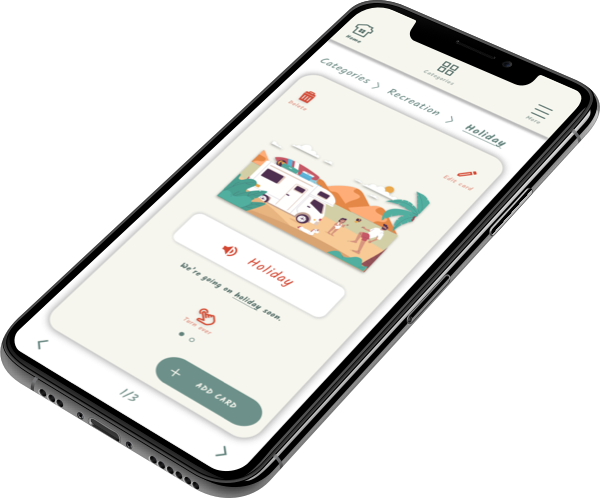 Home
Categories
More
Categories > Recreation > Holiday
Delete
Edit card
Holiday
We're going on holiday soon.
Turn over
+ ADD CARD
< 1/3 >